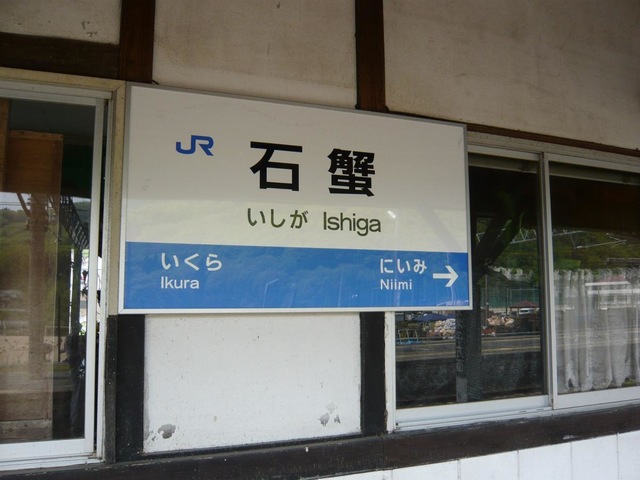 JR 石蟹
いしが Ishiga
いくら にいみ →
Ikura Niimi